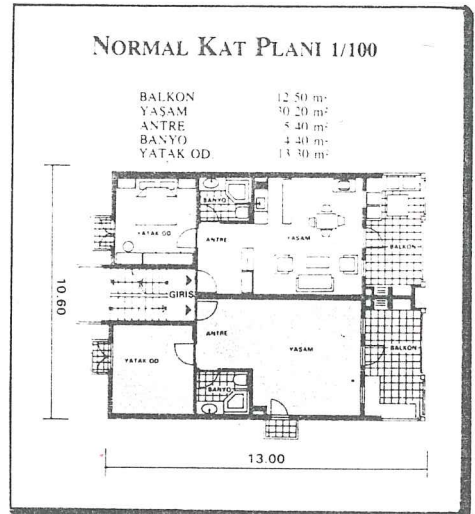 NORMAL KAT PLANI 1/100
BALKON 12.50 m²
YAŞAM 30.20 m²
ANTRE 5.40 m²
BANYO 4.40 m²
YATAK OD. 13.30 m²
BANYO
YATAK OD
ANTRE
YAŞAM
BALKON
GIRIS
10.60
ANTRE
YATAK OD
YAŞAM
BALKON
BANYO
13.00